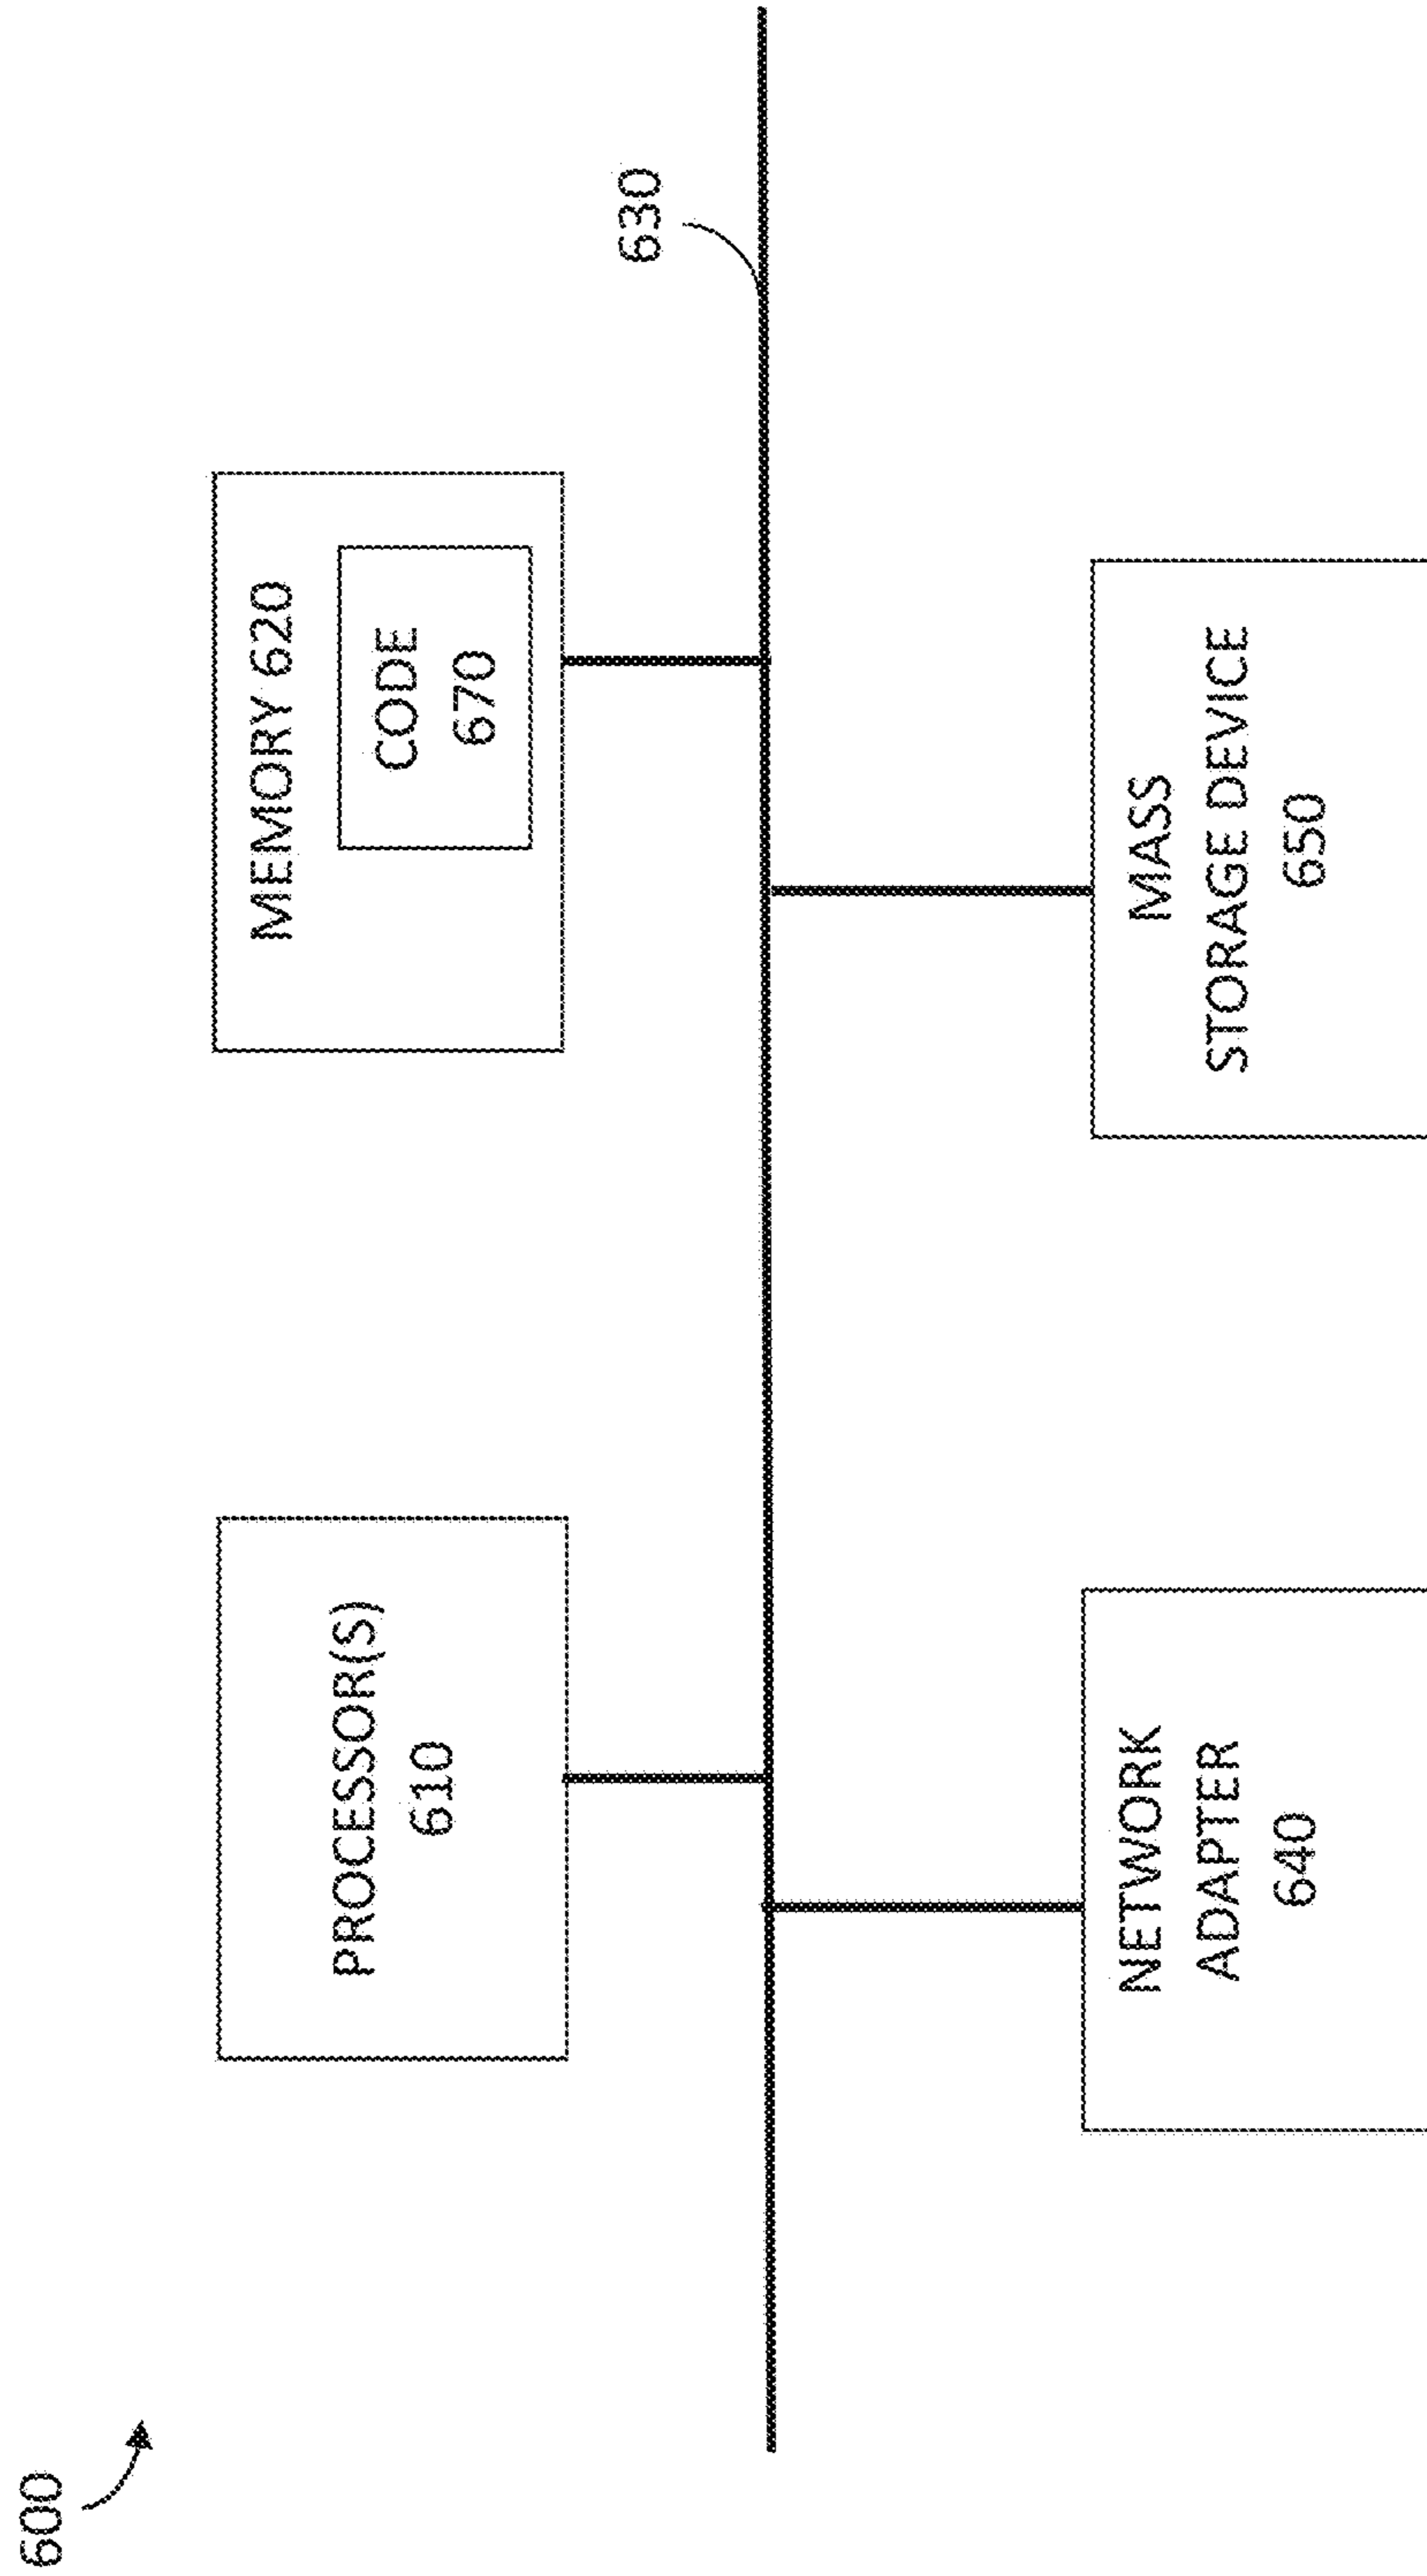 600
PROCESSOR(S)
610
MEMORY 620
CODE
670
630
NETWORK
ADAPTER
640
MASS
STORAGE DEVICE
650